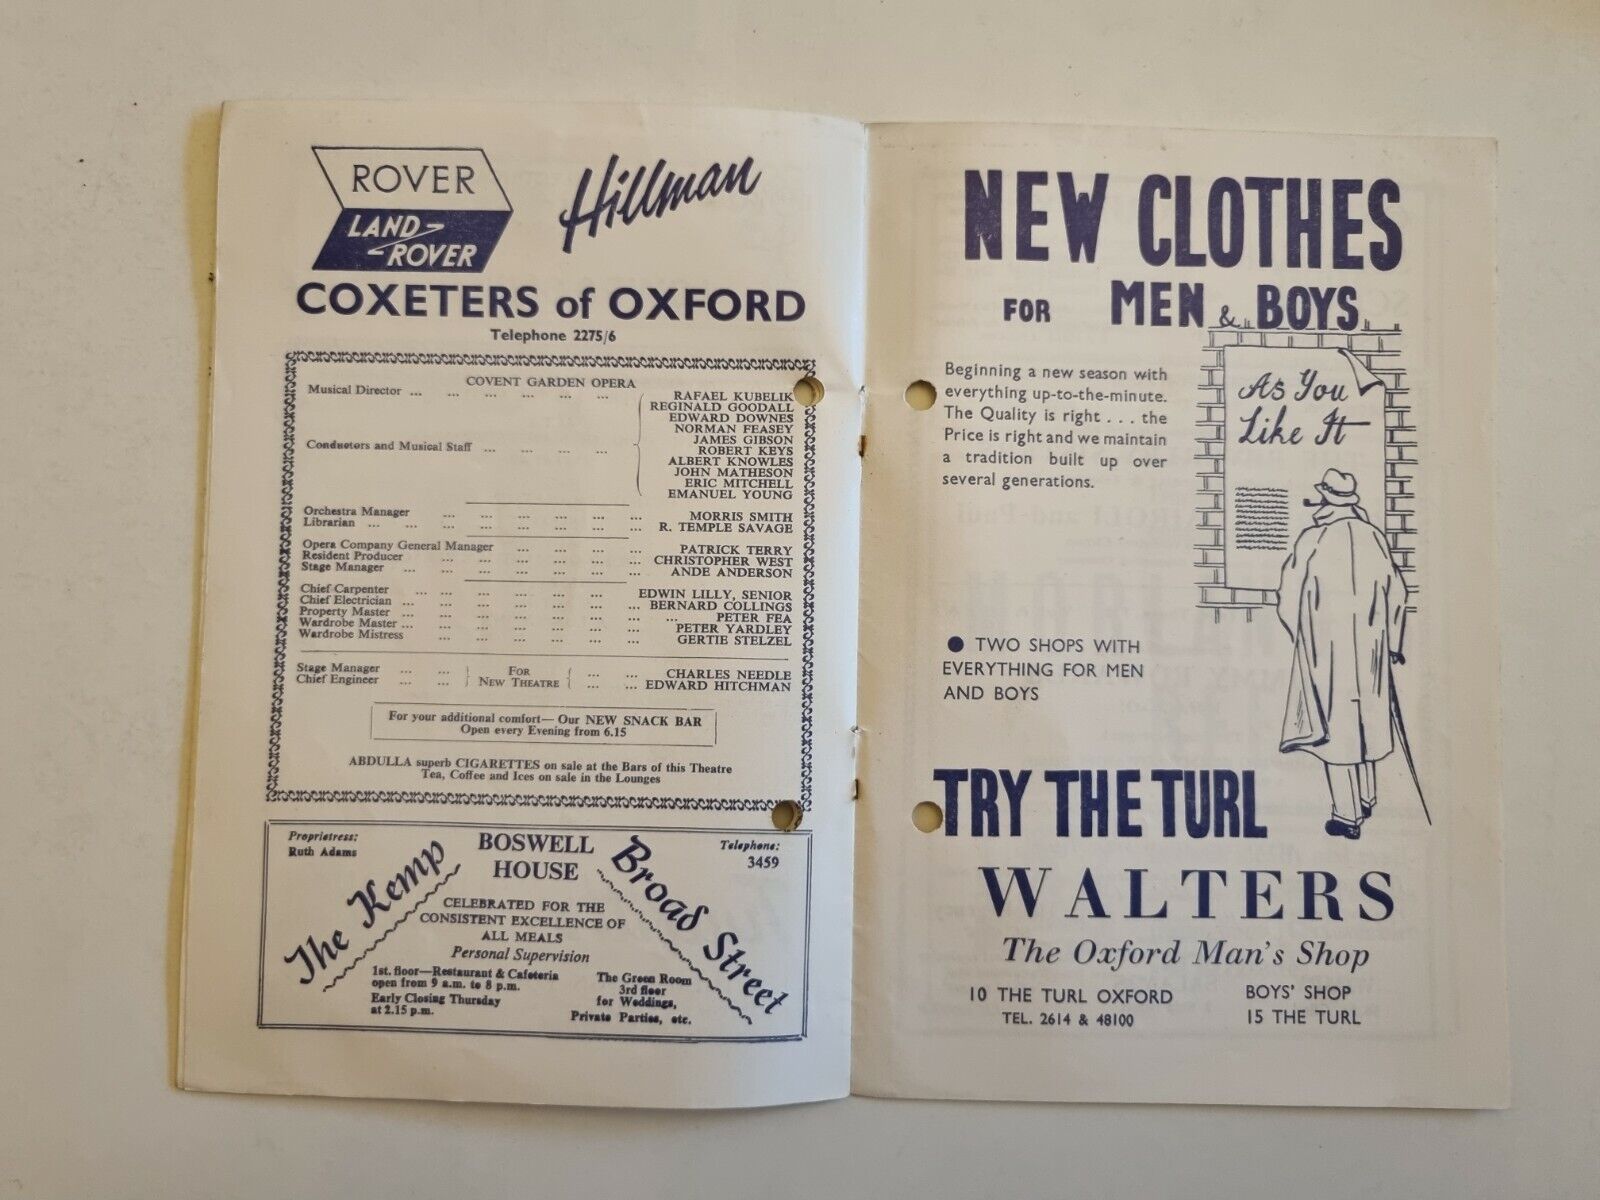 ROVER
LAND-
ROVER
Hillman
COXETERS of OXFORD
Telephone 2275/6
COVENT GARDEN OPERA
Musical Director ... ... ... ... ... ... RAFAEL KUBELIK
REGINALD GOODALL
EDWARD DOWNES
NORMAN FEASEY
JAMES GIBSON
Conductors and Musical Staff ... ... ... ... ROBERT KEYS
ALBERT KNOWLES
JOHN MATHESON
ERIC MITCHELL
EMANUEL YOUNG
Orchestra Manager ... ... ... ... ... ... MORRIS SMITH
Librarian ... ... ... ... ... ... ... R. TEMPLE SAVAGE
Opera Company General Manager ... ... ... ... PATRICK TERRY
Resident Producer ... ... ... ... ... ... CHRISTOPHER WEST
Stage Manager ... ... ... ... ... ... ... ANDE ANDERSON
Chief Carpenter ... ... ... ... ... ... EDWIN LILLY, SENIOR
Chief Electrician ... ... ... ... ... ... ... BERNARD COLLINGS
Property Master ... ... ... ... ... ... ... ... PETER FEA
Wardrobe Master ... ... ... ... ... ... ... PETER YARDLEY
Wardrobe Mistress ... ... ... ... ... ... GERTIE STELZEL
Stage Manager ... ... } FOR { ... ... CHARLES NEEDLE
Chief Engineer ... ... } NEW THEATRE { ... ... EDWARD HITCHMAN
For your additional comfort— Our NEW SNACK BAR
Open every Evening from 6.15
ABDULLA superb CIGARETTES on sale at the Bars of this Theatre
Tea, Coffee and Ices on sale in the Lounges
Proprietress:
Ruth Adams
The Kemp
BOSWELL
HOUSE
Broad Street
Telephone:
3459
CELEBRATED FOR THE
CONSISTENT EXCELLENCE OF
ALL MEALS
Personal Supervision
1st. floor—Restaurant & Cafeteria
open from 9 a.m. to 8 p.m.
Early Closing Thursday
at 2.15 p.m.
The Green Room
3rd floor
for Weddings,
Private Parties, etc.
NEW CLOTHES
FOR MEN & BOYS
Beginning a new season with
everything up-to-the-minute.
The Quality is right . . . the
Price is right and we maintain
a tradition built up over
several generations.
As You
Like It
● TWO SHOPS WITH
EVERYTHING FOR MEN
AND BOYS
TRY THE TURL
WALTERS
The Oxford Man's Shop
10 THE TURL OXFORD
TEL. 2614 & 48100
BOYS' SHOP
15 THE TURL